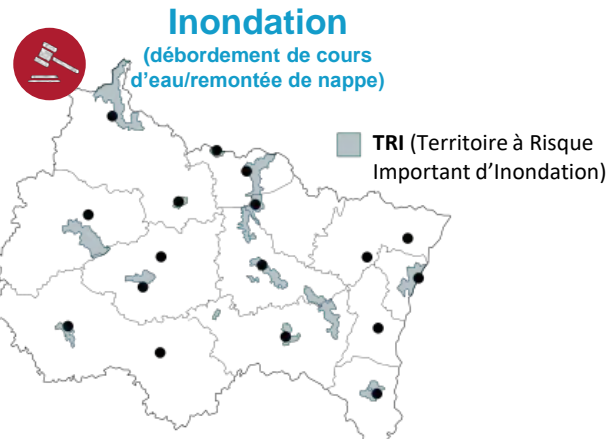 Inondation
(débordement de cours
d’eau/remontée de nappe)
TRI (Territoire à Risque
Important d’Inondation)